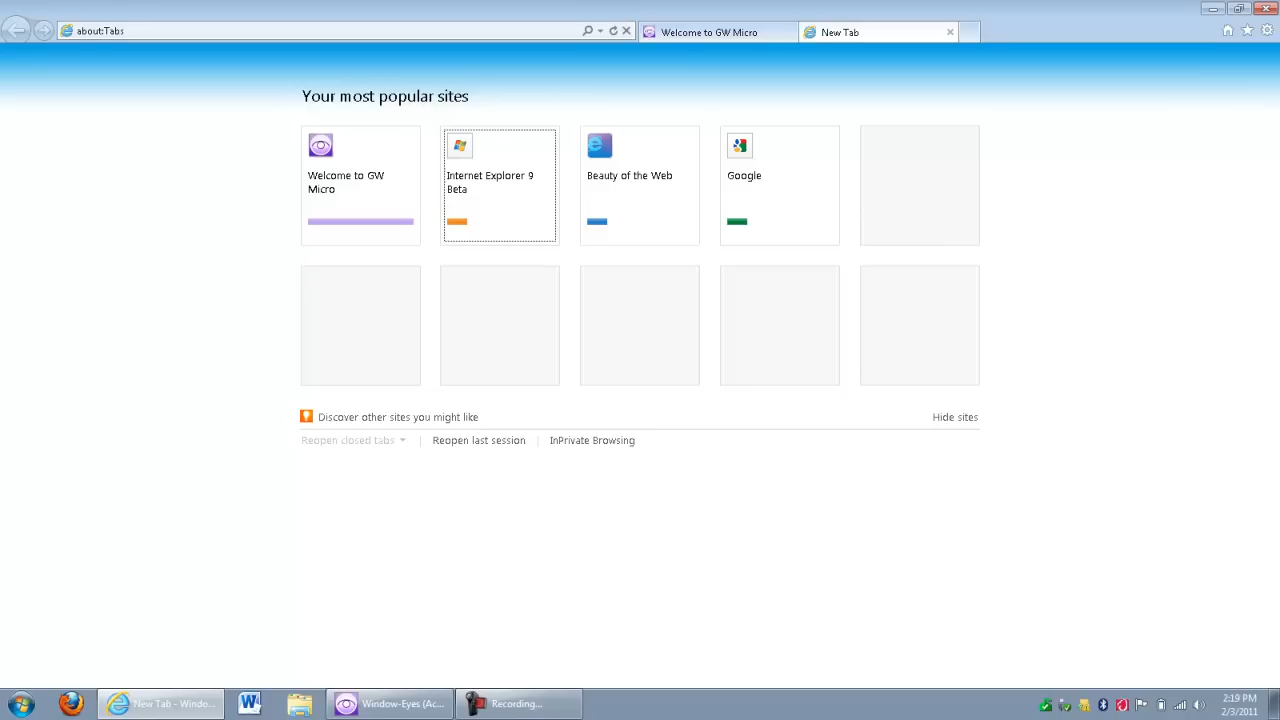 about:Tabs
Welcome to GW Micro
New Tab
Your most popular sites
Welcome to GW
Micro
Internet Explorer 9
Beta
Beauty of the Web
Google
Discover other sites you might like
Hide sites
Reopen closed tabs
Reopen last session
InPrivate Browsing
New Tab - Windo...
Window-Eyes (Ac...
Recording...
2:19 PM
2/3/2011